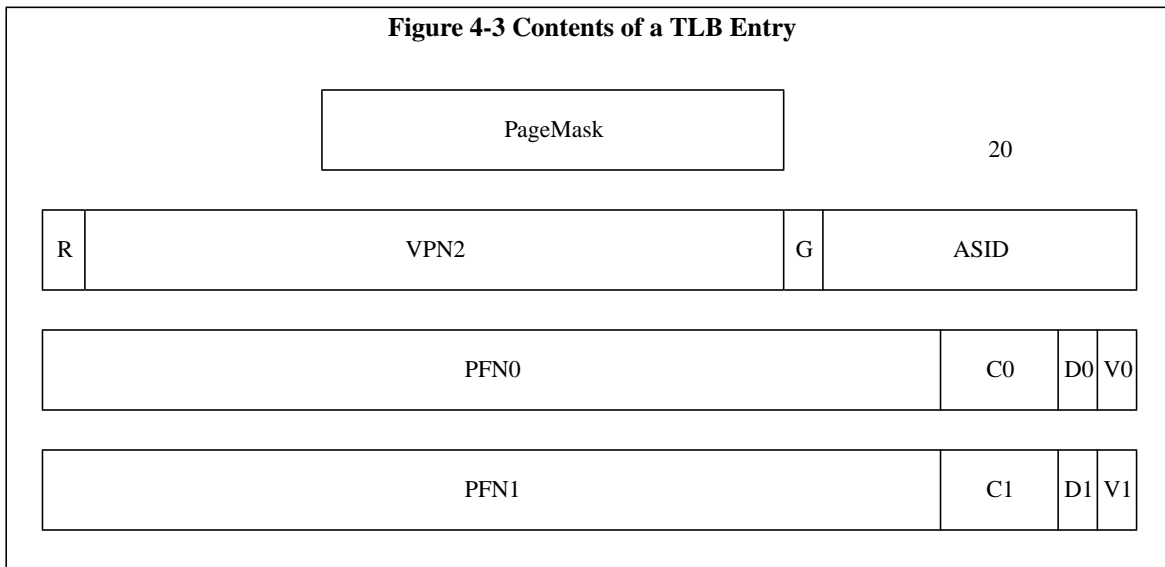 Figure 4-3 Contents of a TLB Entry
PageMask
20
R VPN2 G ASID
PFN0 C0 D0 V0
PFN1 C1 D1 V1